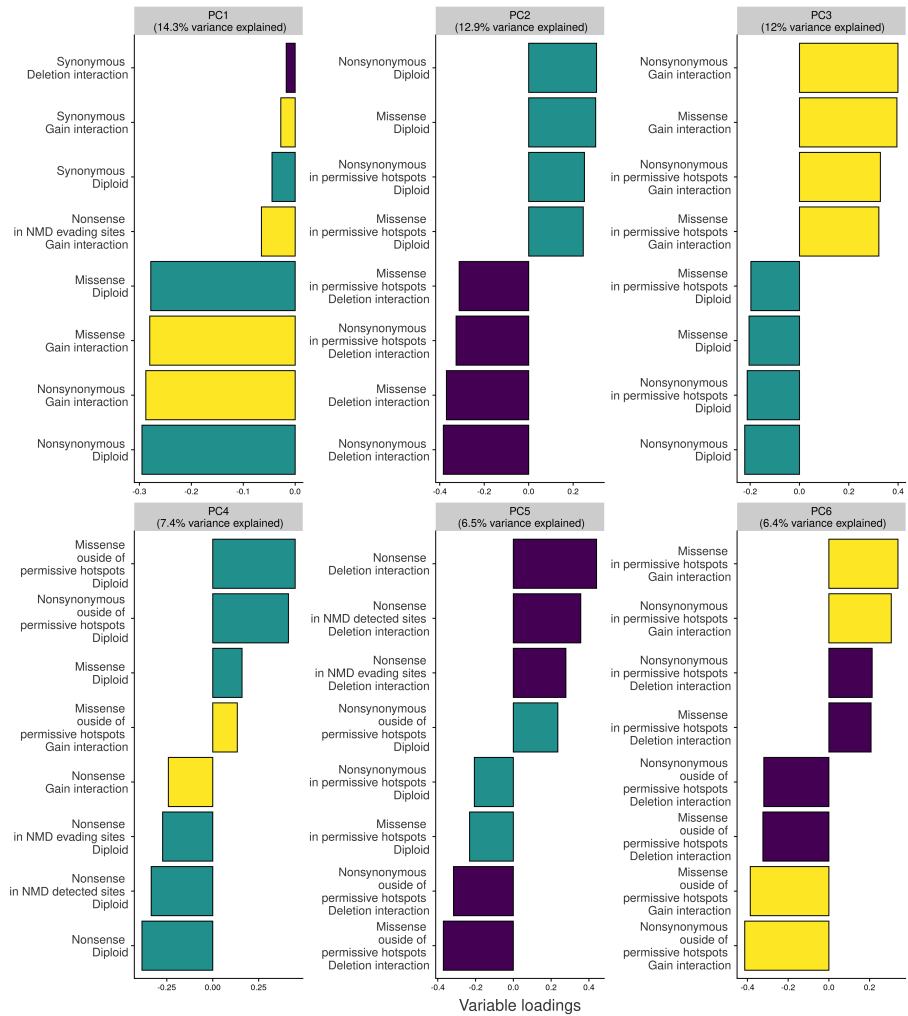 PC1
(14.3% variance explained)
Synonymous
Deletion interaction
Synonymous
Gain interaction
Synonymous
Diploid
Nonsense
in NMD evading sites
Gain interaction
Missense
Diploid
Missense
Gain interaction
Nonsynonymous
Gain interaction
Nonsynonymous
Diploid
-0.3
-0.2
-0.1
0.0
PC2
(12.9% variance explained)
Nonsynonymous
Diploid
Missense
Diploid
Nonsynonymous
in permissive hotspots
Diploid
Missense
in permissive hotspots
Diploid
Missense
in permissive hotspots
Deletion interaction
Nonsynonymous
in permissive hotspots
Deletion interaction
Missense
Deletion interaction
Nonsynonymous
Deletion interaction
-0.4
-0.2
0.0
0.2
PC3
(12% variance explained)
Nonsynonymous
Gain interaction
Missense
Gain interaction
Nonsynonymous
in permissive hotspots
Gain interaction
Missense
in permissive hotspots
Gain interaction
Missense
in permissive hotspots
Diploid
Missense
Diploid
Nonsynonymous
in permissive hotspots
Diploid
Nonsynonymous
Diploid
-0.2
0.0
0.2
0.4
PC4
(7.4% variance explained)
Missense
ouside of
permissive hotspots
Diploid
Nonsynonymous
ouside of
permissive hotspots
Diploid
Missense
Diploid
Missense
ouside of
permissive hotspots
Gain interaction
Nonsense
Gain interaction
Nonsense
in NMD evading sites
Diploid
Nonsense
in NMD detected sites
Diploid
Nonsense
Diploid
-0.25
0.00
0.25
PC5
(6.5% variance explained)
Nonsense
Deletion interaction
Nonsense
in NMD detected sites
Deletion interaction
Nonsense
in NMD evading sites
Deletion interaction
Nonsynonymous
ouside of
permissive hotspots
Diploid
Nonsynonymous
in permissive hotspots
Diploid
Missense
in permissive hotspots
Diploid
Nonsynonymous
ouside of
permissive hotspots
Deletion interaction
Missense
ouside of
permissive hotspots
Deletion interaction
-0.4
-0.2
0.0
0.2
0.4
PC6
(6.4% variance explained)
Missense
in permissive hotspots
Gain interaction
Nonsynonymous
in permissive hotspots
Gain interaction
Nonsynonymous
in permissive hotspots
Deletion interaction
Missense
in permissive hotspots
Deletion interaction
Nonsynonymous
ouside of
permissive hotspots
Deletion interaction
Missense
ouside of
permissive hotspots
Deletion interaction
Missense
ouside of
permissive hotspots
Gain interaction
Nonsynonymous
ouside of
permissive hotspots
Gain interaction
-0.4
-0.2
0.0
0.2
Variable loadings